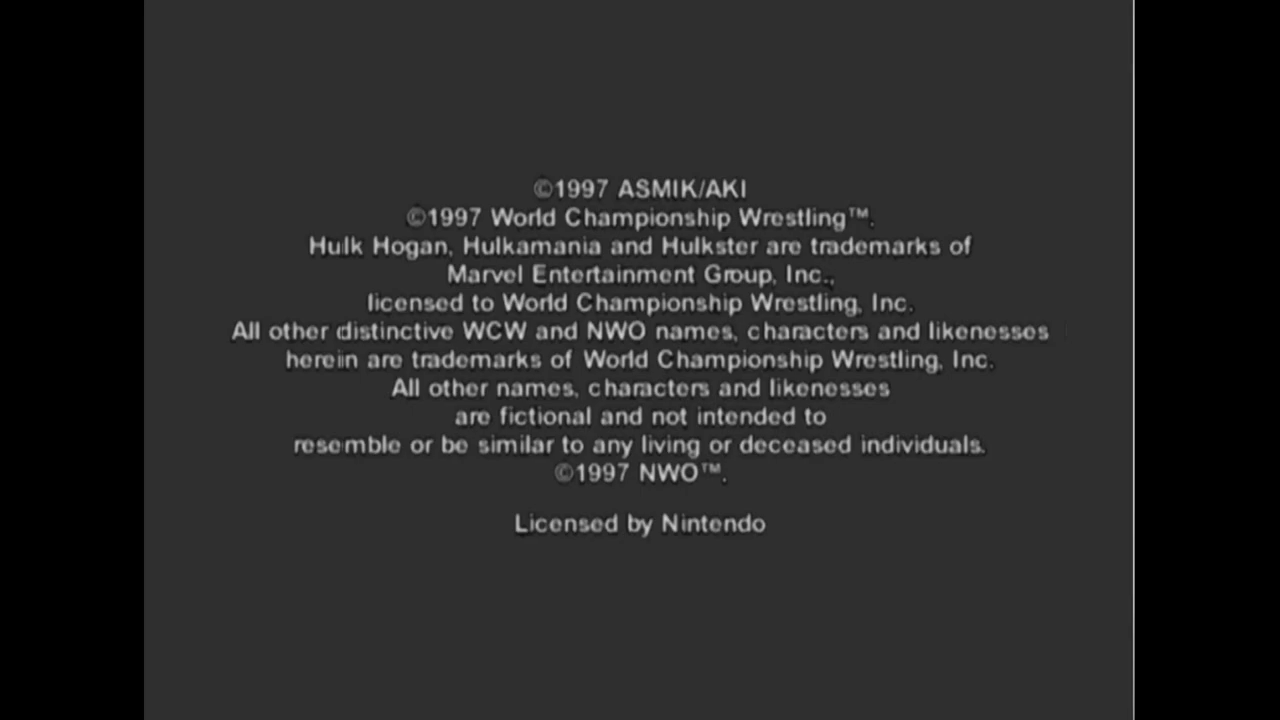 ©1997 ASMIK/AKI
©1997 World Championship Wrestling™.
Hulk Hogan, Hulkamania and Hulkster are trademarks of
Marvel Entertainment Group, Inc.,
licensed to World Championship Wrestling, Inc.
All other distinctive WCW and NWO names, characters and likenesses
herein are trademarks of World Championship Wrestling, Inc.
All other names, characters and likenesses
are fictional and not intended to
resemble or be similar to any living or deceased individuals.
©1997 NWO™.
Licensed by Nintendo